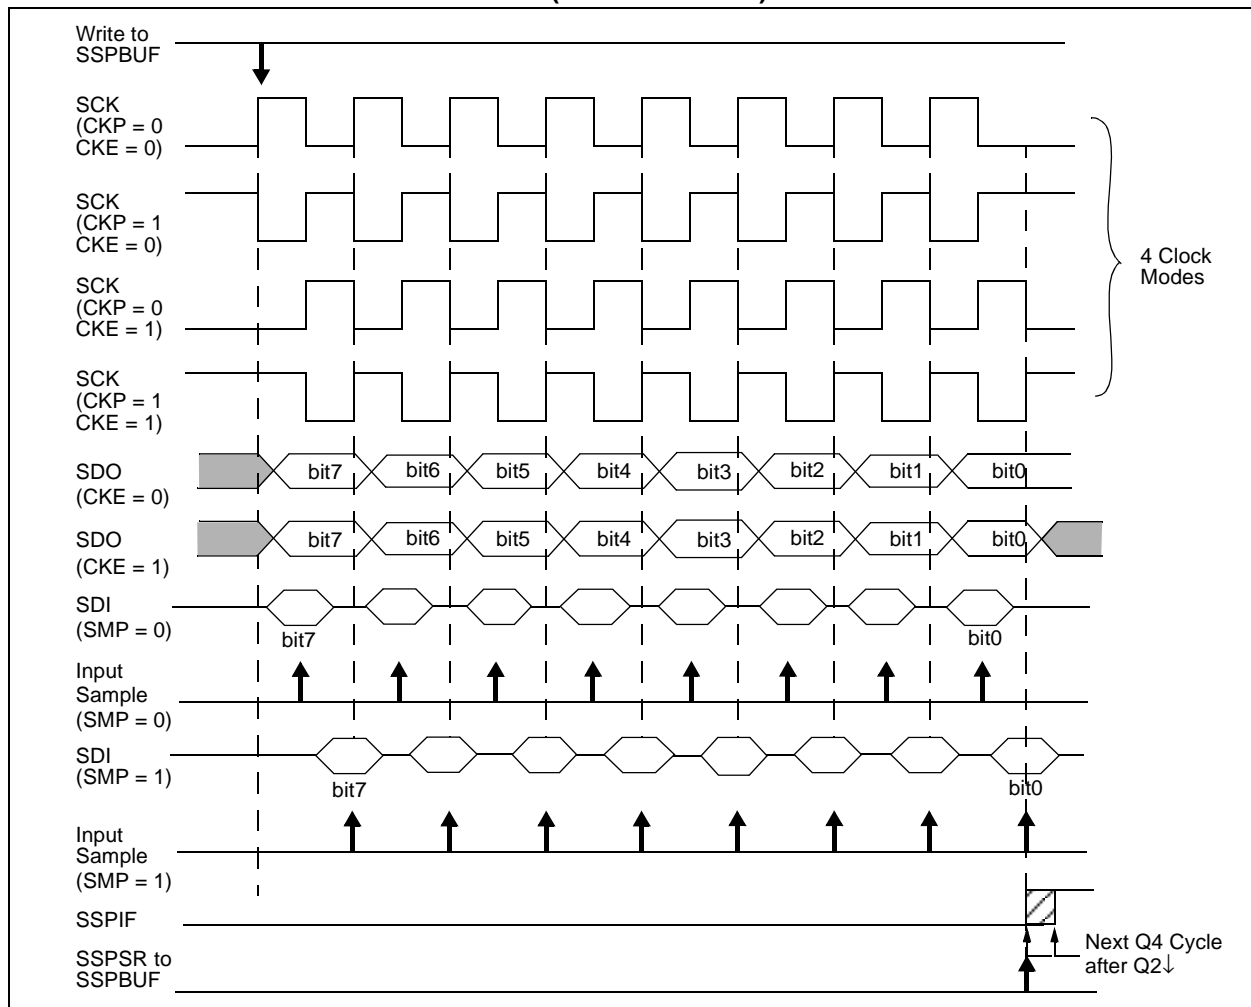 Write to
SSPBUF
SCK
(CKP = 0
CKE = 0)
SCK
(CKP = 1
CKE = 0)
SCK
(CKP = 0
CKE = 1)
SCK
(CKP = 1
CKE = 1)
4 Clock
Modes
SDO
(CKE = 0)
bit7 bit6 bit5 bit4 bit3 bit2 bit1 bit0
SDO
(CKE = 1)
bit7 bit6 bit5 bit4 bit3 bit2 bit1 bit0
SDI
(SMP = 0)
bit7 bit0
Input
Sample
(SMP = 0)
SDI
(SMP = 1)
bit7 bit0
Input
Sample
(SMP = 1)
SSPIF
SSPSR to
SSPBUF
Next Q4 Cycle
after Q2↓